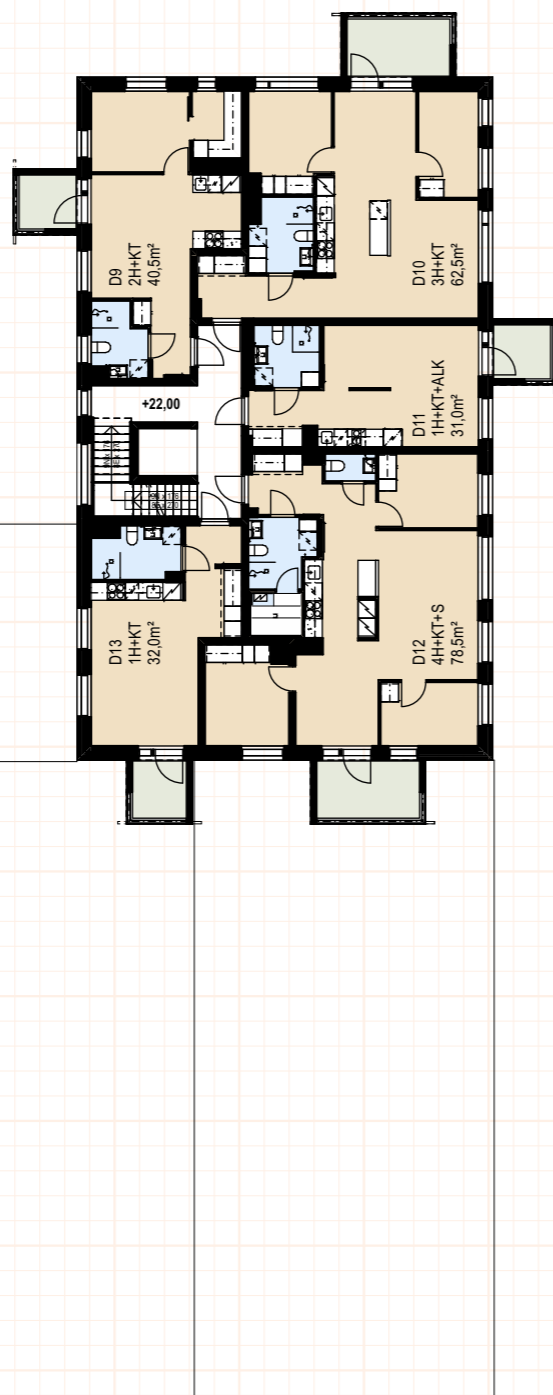 D9
2H+KT
40,5m²
D10
3H+KT
62,5m²
D11
1H+KT+ALK
31,0m²
+22,00
D12
4H+KT+S
78,5m²
D13
1H+KT
32,0m²